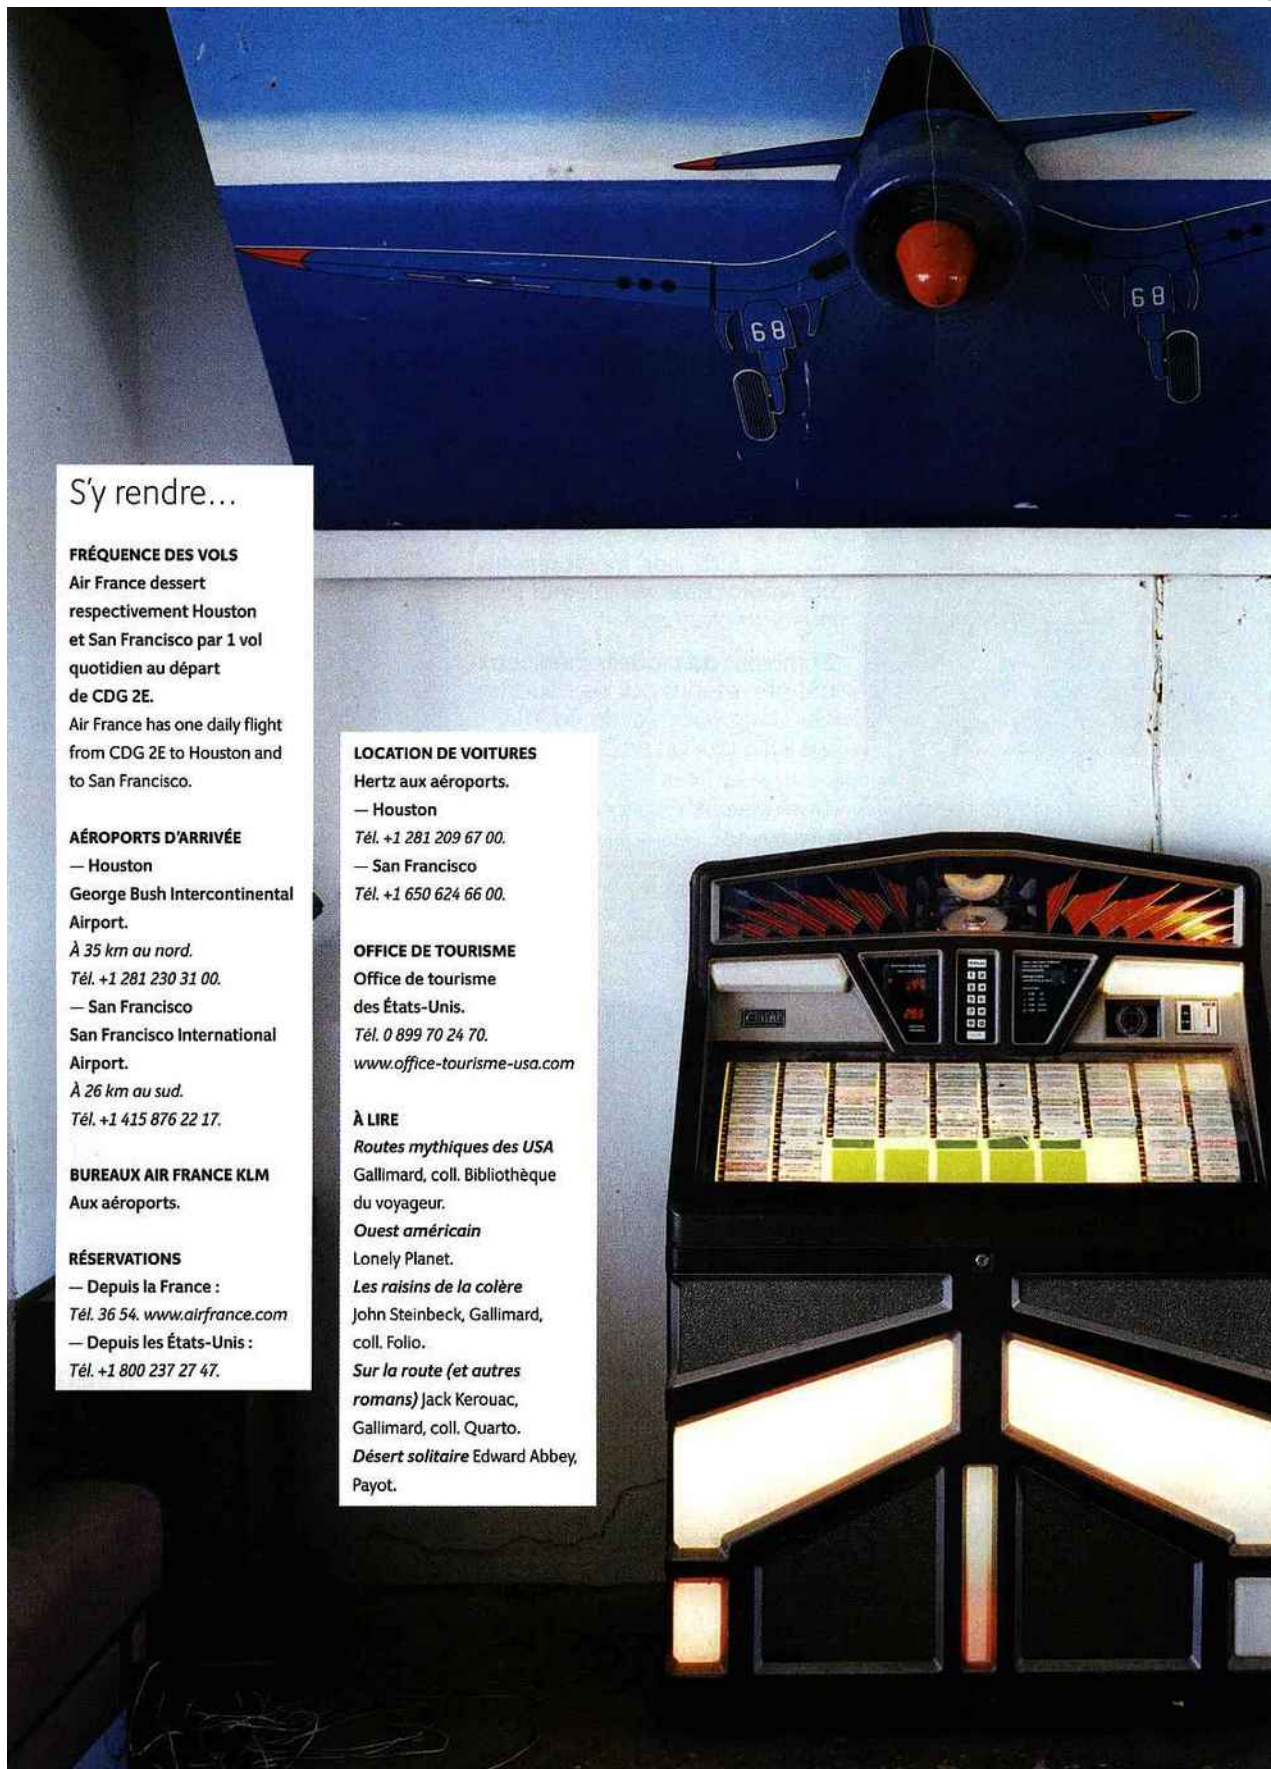 68
68
S'y rendre...
FRÉQUENCE DES VOLS
Air France dessert
respectivement Houston
et San Francisco par 1 vol
quotidien au départ
de CDG 2E.
Air France has one daily flight
from CDG 2E to Houston and
to San Francisco.
AÉROPORTS D'ARRIVÉE
— Houston
George Bush Intercontinental
Airport.
À 35 km au nord.
Tél. +1 281 230 31 00.
— San Francisco
San Francisco International
Airport.
À 26 km au sud.
Tél. +1 415 876 22 17.
BUREAUX AIR FRANCE KLM
Aux aéroports.
RÉSERVATIONS
— Depuis la France :
Tél. 36 54. www.airfrance.com
— Depuis les États-Unis :
Tél. +1 800 237 27 47.
LOCATION DE VOITURES
Hertz aux aéroports.
— Houston
Tél. +1 281 209 67 00.
— San Francisco
Tél. +1 650 624 66 00.
OFFICE DE TOURISME
Office de tourisme
des États-Unis.
Tél. 0 899 70 24 70.
www.office-tourisme-usa.com
À LIRE
Routes mythiques des USA
Gallimard, coll. Bibliothèque
du voyageur.
Ouest américain
Lonely Planet.
Les raisins de la colère
John Steinbeck, Gallimard,
coll. Folio.
Sur la route (et autres
romans) Jack Kerouac,
Gallimard, coll. Quarto.
Désert solitaire Edward Abbey,
Payot.